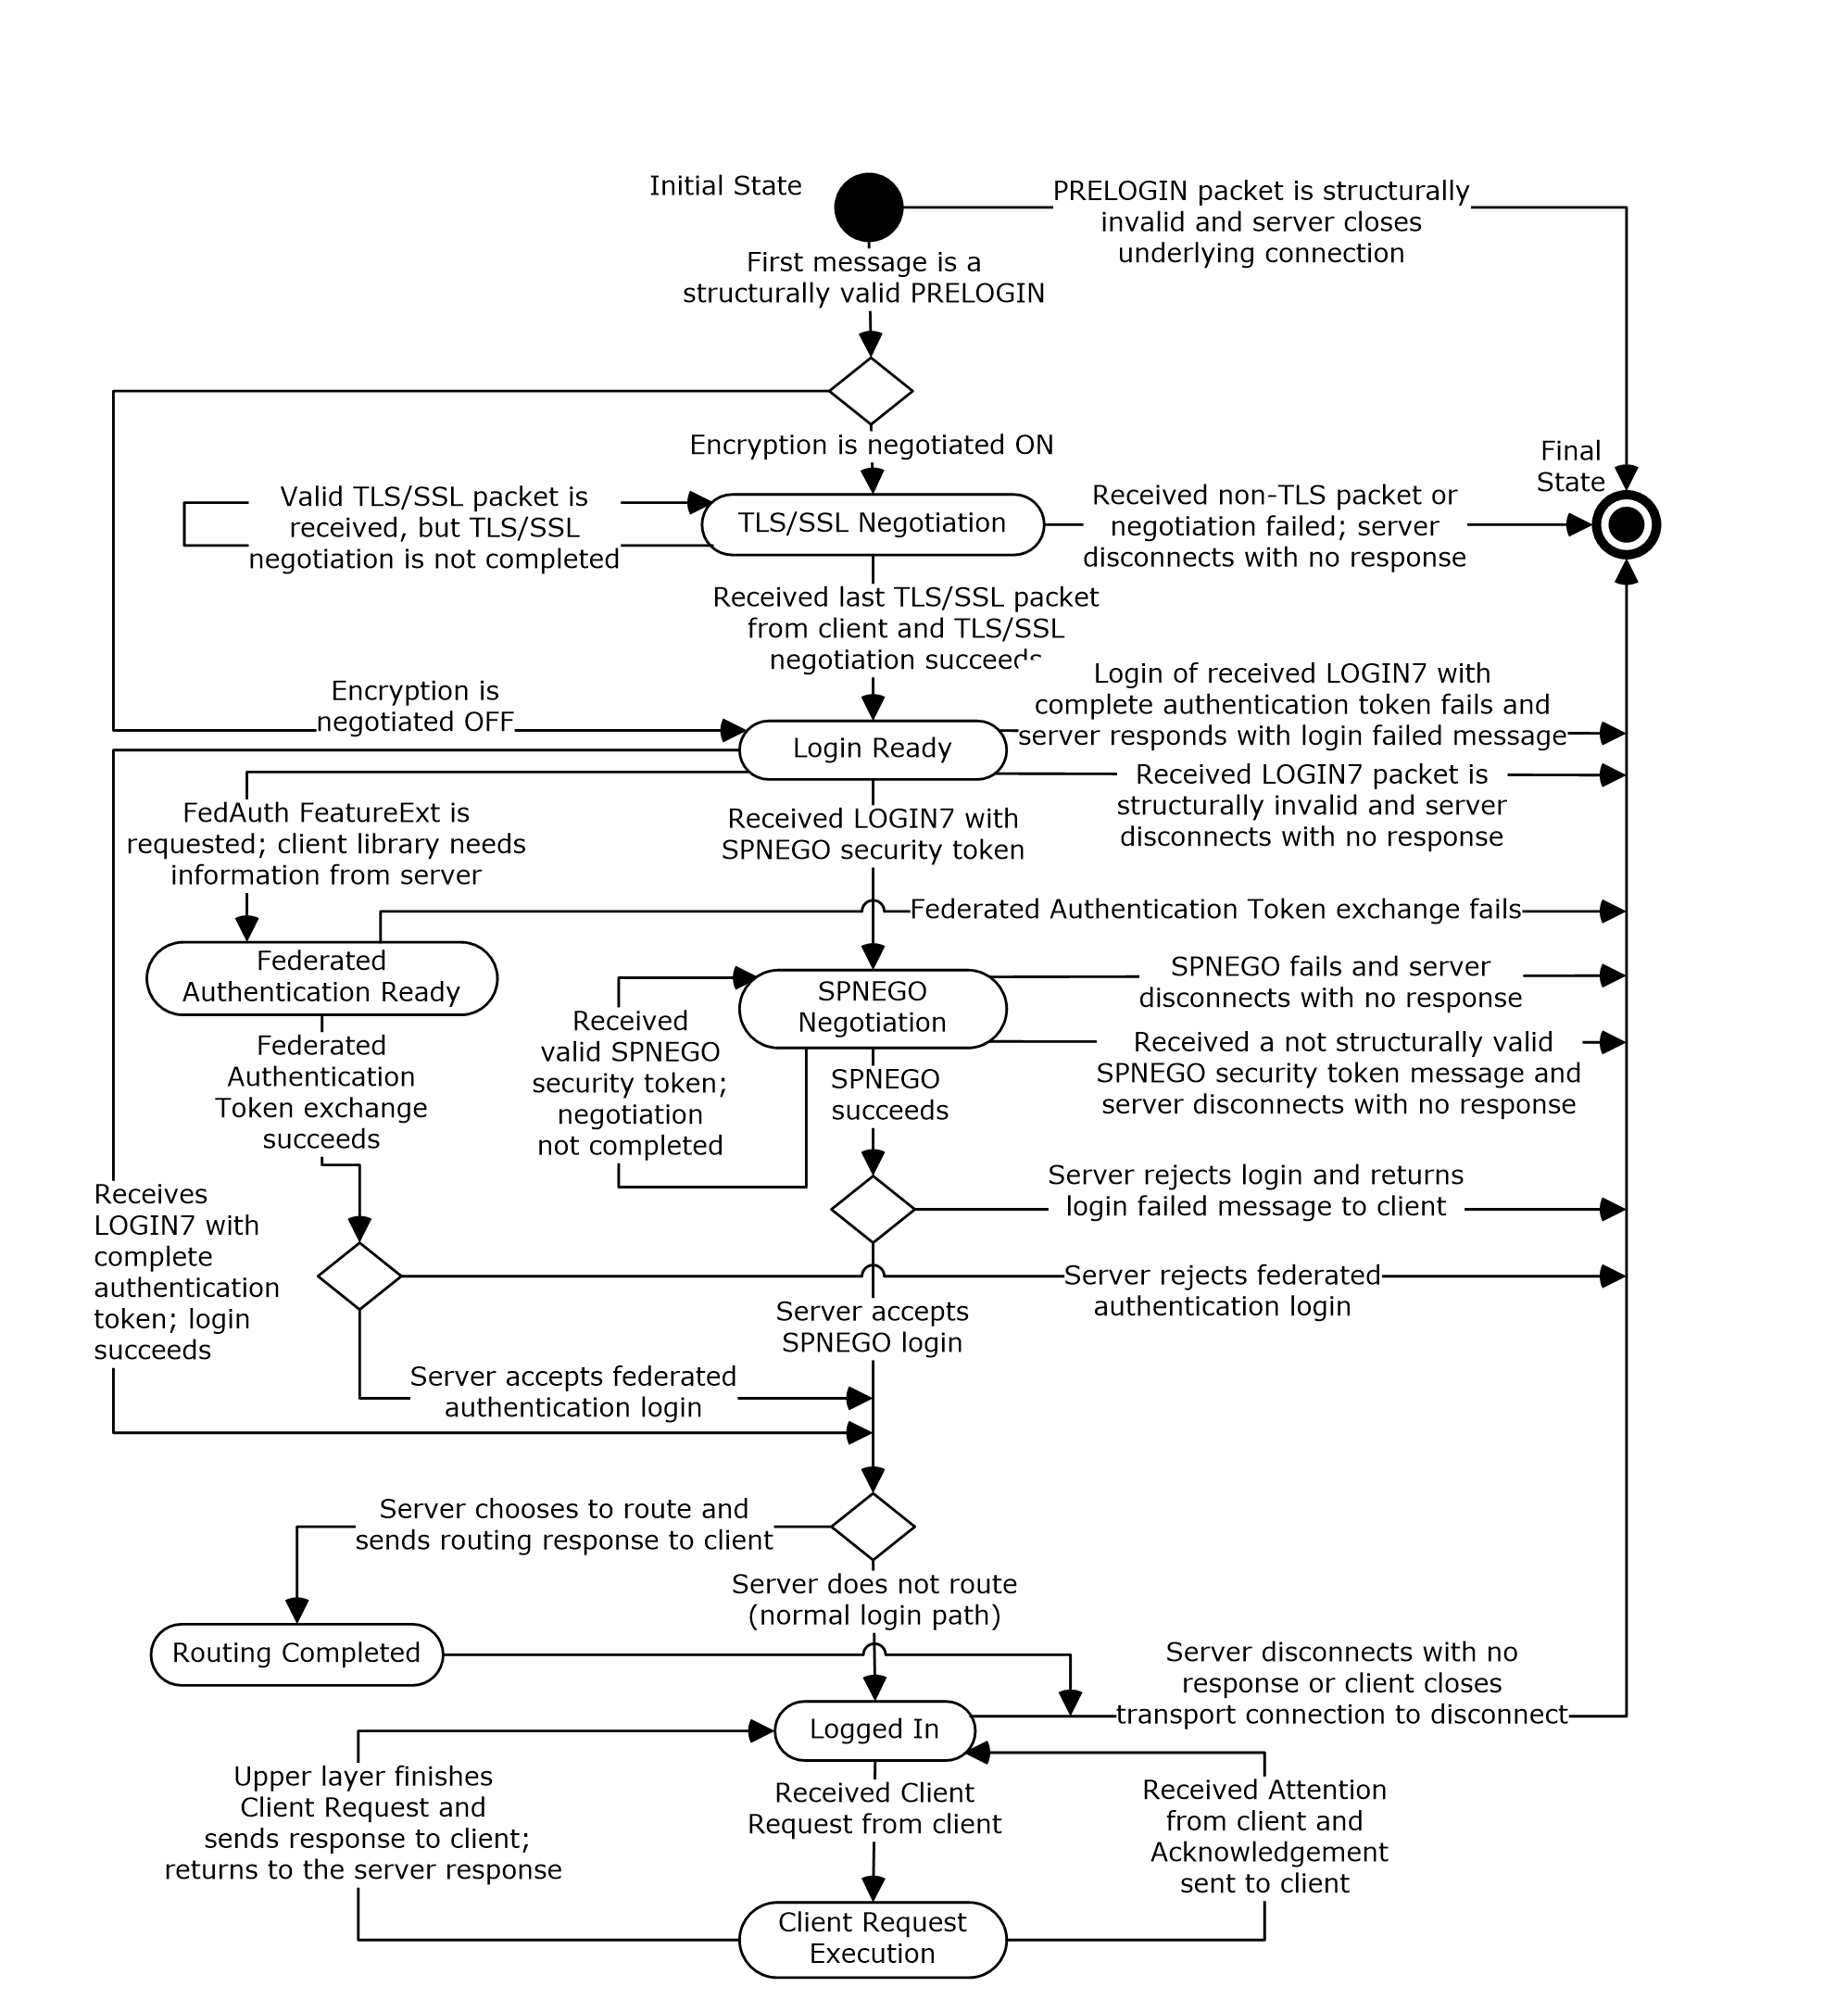 Initial State
PRELOGIN packet is structurally
invalid and server closes
underlying connection
First message is a
structurally valid PRELOGIN
Encryption is negotiated ON
Final
State
Valid TLS/SSL packet is
received, but TLS/SSL
negotiation is not completed
TLS/SSL Negotiation
Received non-TLS packet or
negotiation failed; server
disconnects with no response
Received last TLS/SSL packet
from client and TLS/SSL
negotiation succeeds
Encryption is
negotiated OFF
Login of received LOGIN7 with
complete authentication token fails and
server responds with login failed message
Login Ready
Received LOGIN7 packet is
structurally invalid and server
disconnects with no response
FedAuth FeatureExt is
requested; client library needs
information from server
Received LOGIN7 with
SPNEGO security token
Federated Authentication Token exchange fails
Federated
Authentication Ready
SPNEGO
Negotiation
SPNEGO fails and server
disconnects with no response
Received
valid SPNEGO
security token;
negotiation
not completed
Received a not structurally valid
SPNEGO security token message and
server disconnects with no response
Federated
Authentication
Token exchange
succeeds
SPNEGO
succeeds
Server rejects login and returns
login failed message to client
Receives
LOGIN7 with
complete
authentication
token; login
succeeds
Server rejects federated
authentication login
Server accepts
SPNEGO login
Server accepts federated
authentication login
Server chooses to route and
sends routing response to client
Server does not route
(normal login path)
Routing Completed
Server disconnects with no
response or client closes
transport connection to disconnect
Logged In
Upper layer finishes
Client Request and
sends response to client;
returns to the server response
Received Client
Request from client
Received Attention
from client and
Acknowledgement
sent to client
Client Request
Execution